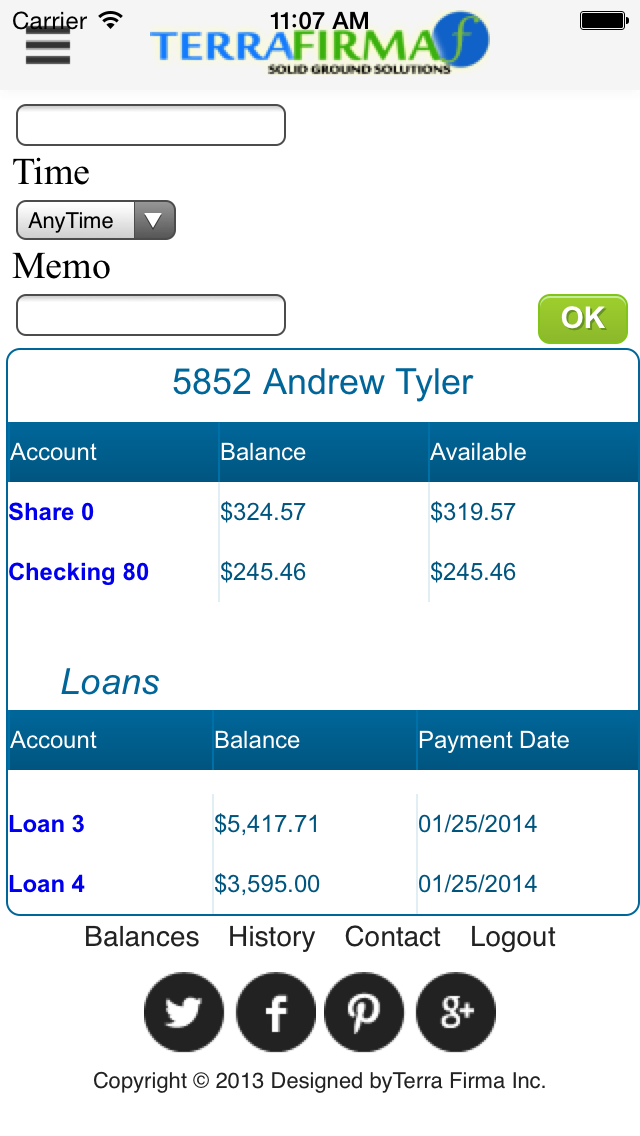 Carrier 11:07 AM
TERRAFIRMA f
SOLID GROUND SOLUTIONS
Time
AnyTime
Memo
OK
5852 Andrew Tyler
Account Balance Available
Share 0 $324.57 $319.57
Checking 80 $245.46 $245.46
Loans
Account Balance Payment Date
Loan 3 $5,417.71 01/25/2014
Loan 4 $3,595.00 01/25/2014
Balances History Contact Logout
f g+
Copyright © 2013 Designed byTerra Firma Inc.